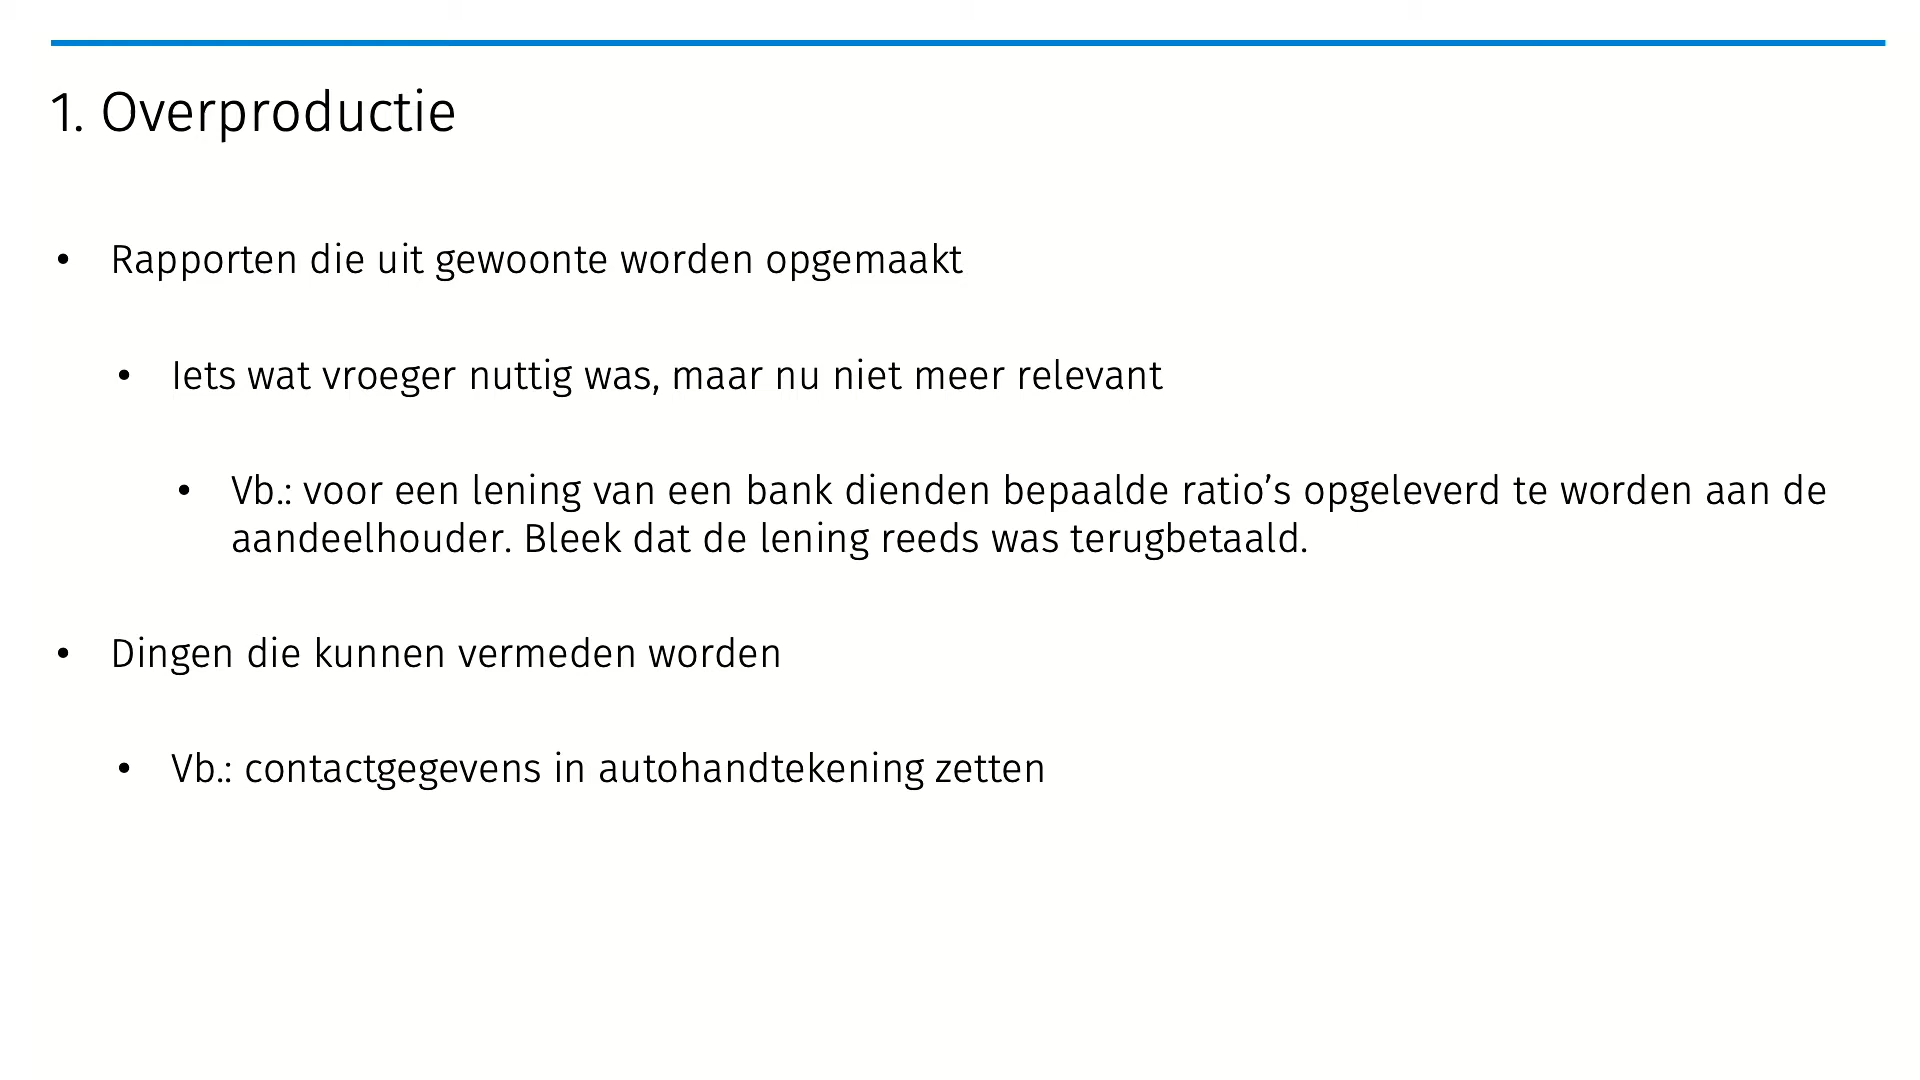 1. Overproductie
• Rapporten die uit gewoonte worden opgemaakt
• Iets wat vroeger nuttig was, maar nu niet meer relevant
• Vb.: voor een lening van een bank dienden bepaalde ratio’s opgeleverd te worden aan de
aandeelhouder. Bleek dat de lening reeds was terugbetaald.
• Dingen die kunnen vermeden worden
• Vb.: contactgegevens in autohandtekening zetten